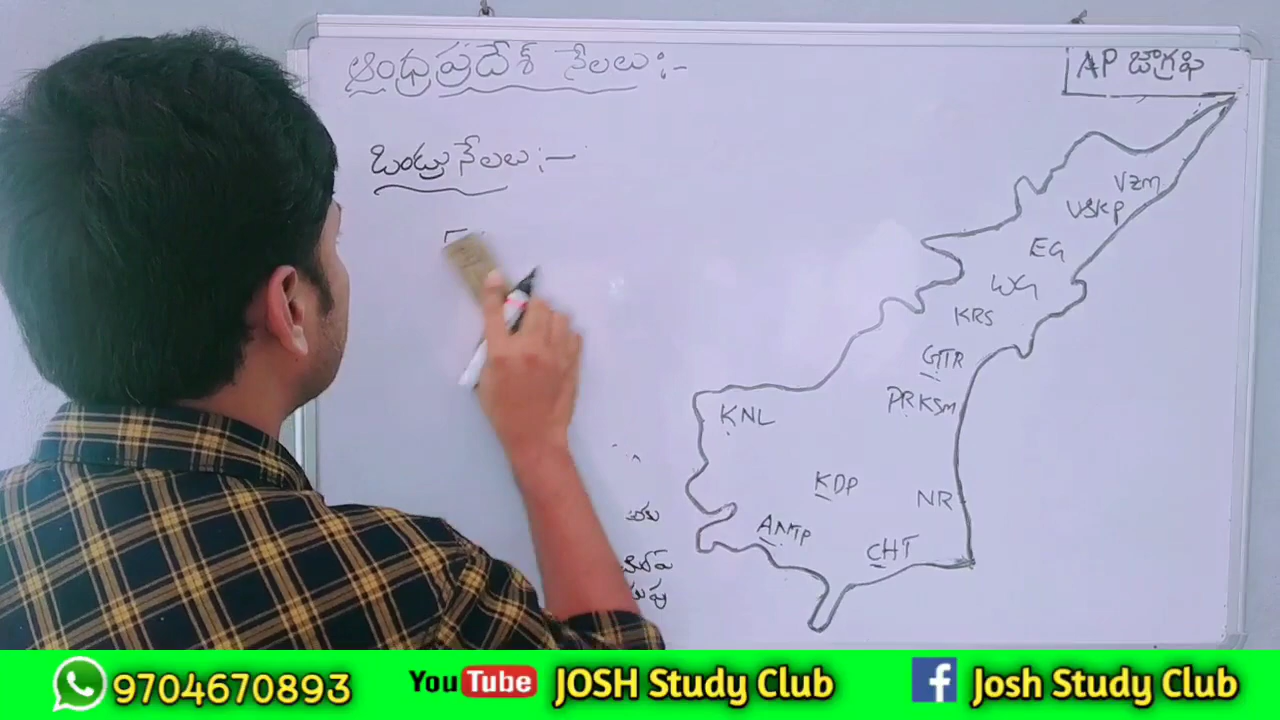 ఆంధ్రప్రదేశ్ నేలలు:-
AP జాగ్రఫి
ఒండ్రునేలలు:-
VZM
VSKP
EG
WG
KRS
GTR
PRKSM
KNL
KDP
NR
ANTP
CHT
9704670893
YouTube JOSH Study Club
Josh Study Club